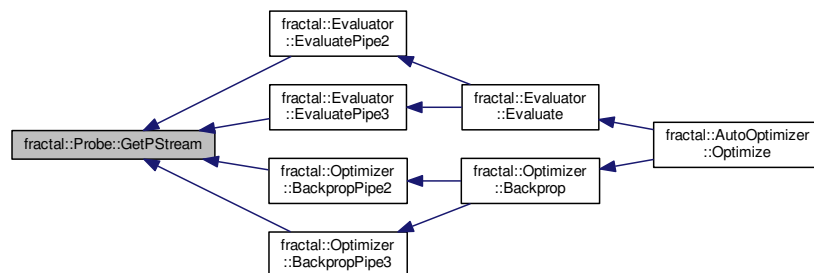 fractal::Evaluator
::EvaluatePipe2
fractal::Evaluator
::EvaluatePipe3
fractal::Evaluator
::Evaluate
fractal::AutoOptimizer
::Optimize
fractal::Probe::GetPStream
fractal::Optimizer
::BackpropPipe2
fractal::Optimizer
::Backprop
fractal::Optimizer
::BackpropPipe3